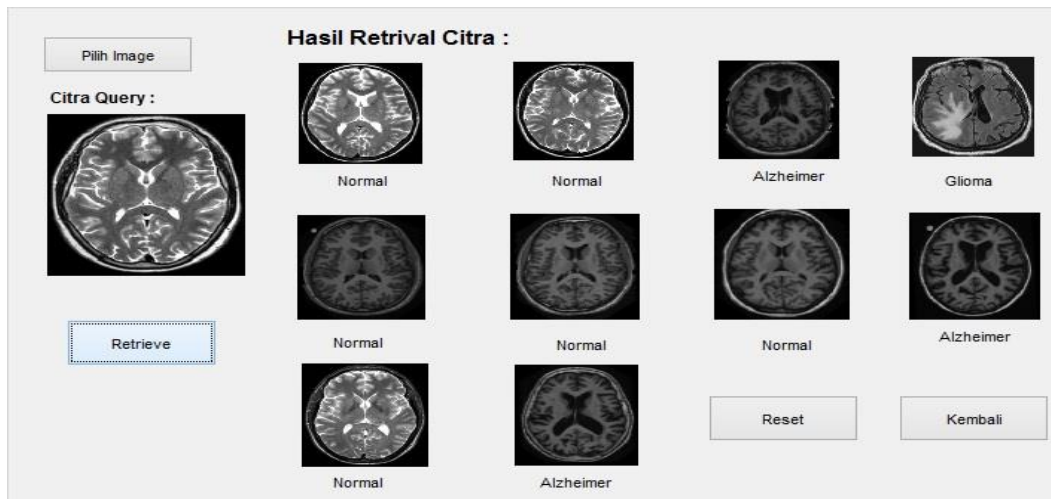 Pilih Image
Citra Query :
Retrieve
Hasil Retrival Citra :
Normal
Normal
Alzheimer
Glioma
Normal
Normal
Normal
Alzheimer
Normal
Alzheimer
Reset
Kembali